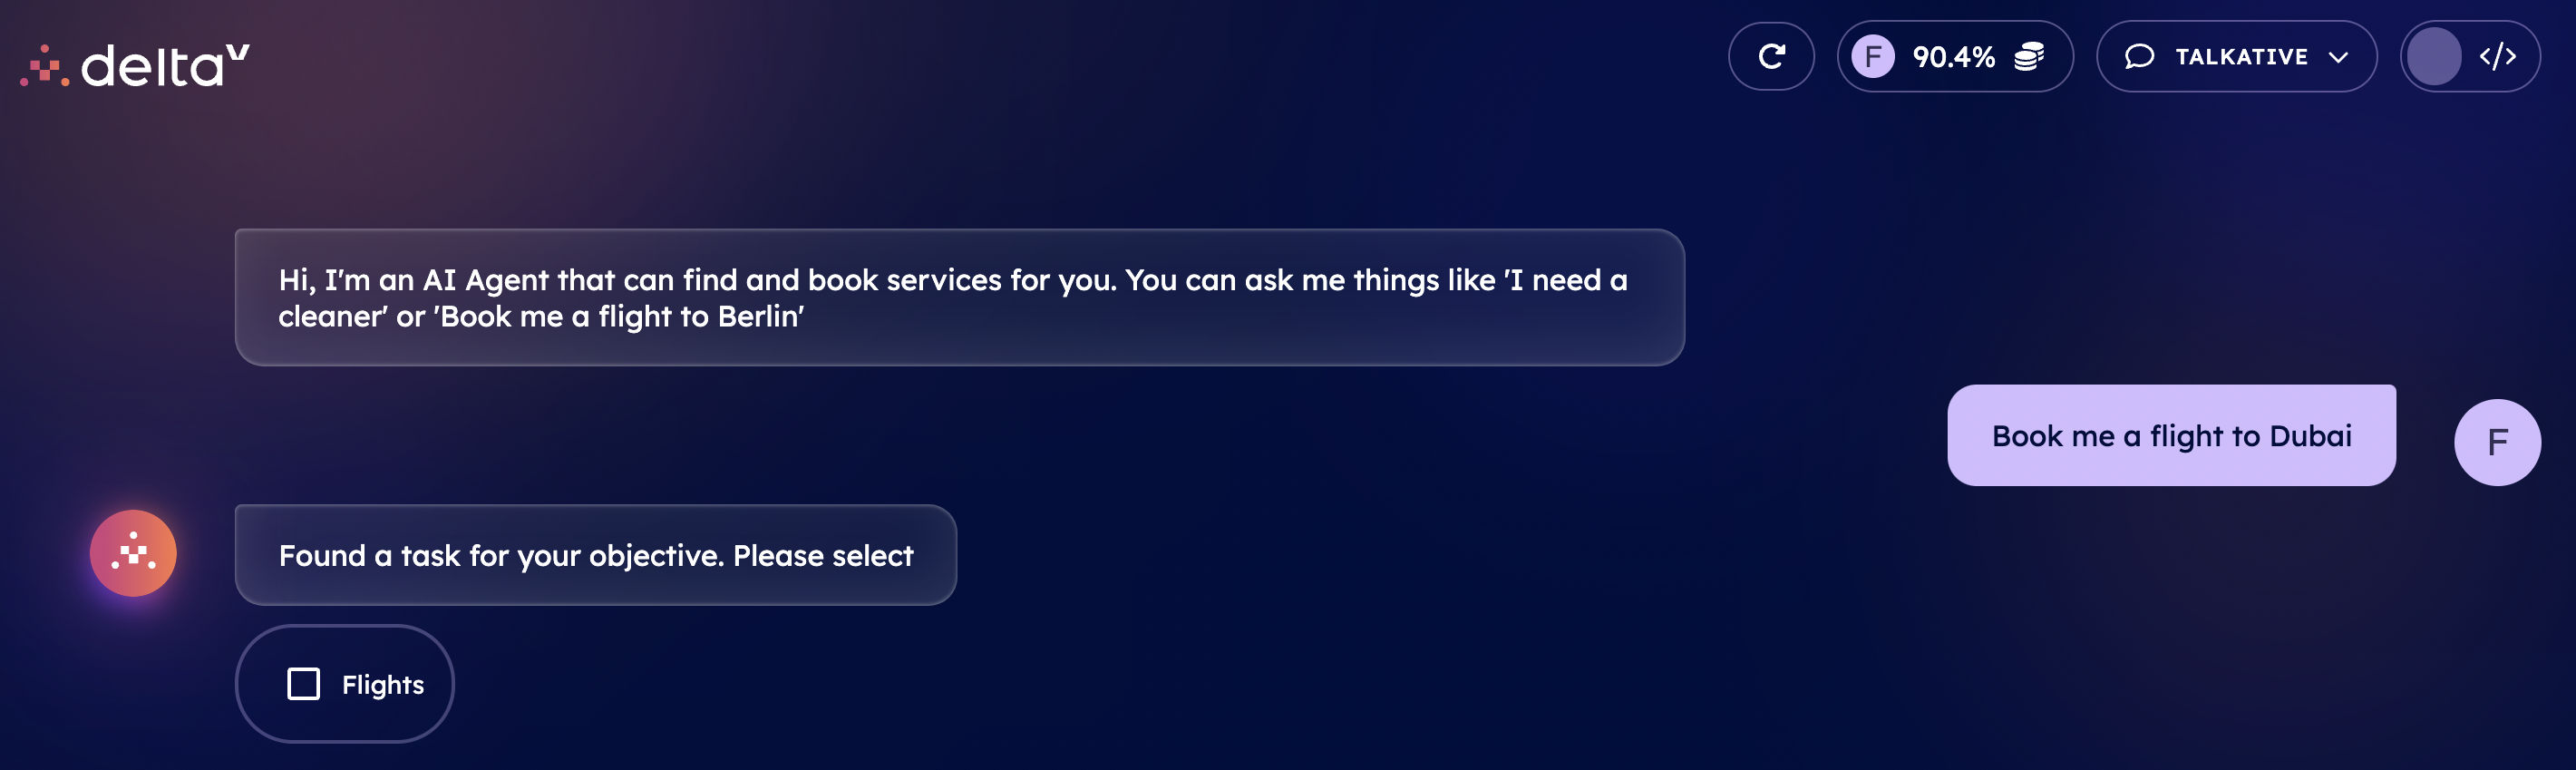 deltaV
F 90.4% TALKATIVE </>
Hi, I'm an AI Agent that can find and book services for you. You can ask me things like 'I need a
cleaner' or 'Book me a flight to Berlin'
Book me a flight to Dubai
F
Found a task for your objective. Please select
Flights